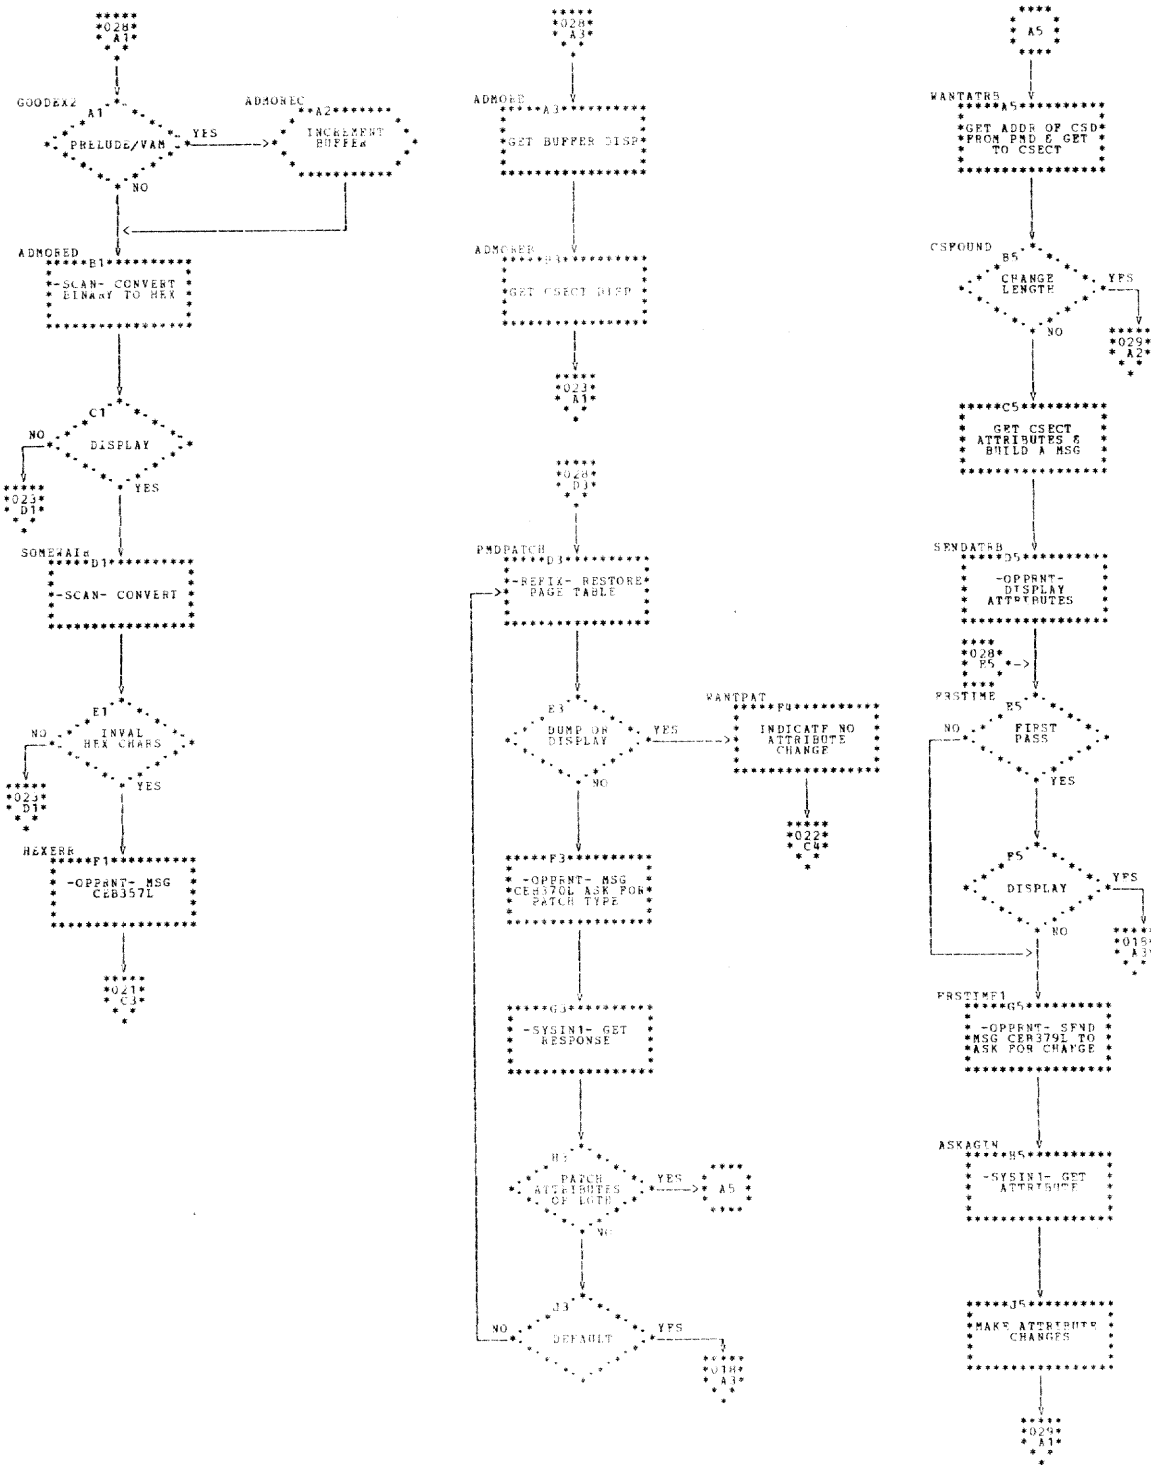 *028*
A1
GOODEX2
A1
PRELUDE/VAM
YES
NO
ADMOREC
A2
INCREMENT
BUFFER
ADMORED
B1
-SCAN- CONVERT
BINARY TO HEX
C1
DISPLAY
NO
YES
*023*
D1
D1
-SCAN- CONVERT
E1
INVAL
HEX CHARS
NO
YES
*023*
D1
HEXERR
F1
-OPPRNT- MSG
CEB357L
*021*
C3
*028*
A3
A3
GET BUFFER DISP
GET CSECT DISP
*023*
A1
*028*
D3
PMDPATCH
D3
-REFIX- RESTORE
PAGE TABLE
E3
DUMP OR
DISPLAY
YES
NO
WANTPAT
INDICATE NO
ATTRIBUTE
CHANGE
*022*
C4
F3
-OPPRNT- MSG
CEB370L ASK FOR
PATCH TYPE
G3
-SYSIN1- GET
RESPONSE
PATCH
ATTRIBUTES
YES
A5
NO
J3
DEFAULT
NO
YES
*018*
A3
A5
A5
GET ADDR OF CSD
FROM PMD & GET
TO CSECT
B5
CHANGE
LENGTH
YES
NO
*029*
A2
C5
GET CSECT
ATTRIBUTES &
BUILD A MSG
SENDATRB
D5
-OPPRNT-
DISPLAY
ATTRIBUTES
*028*
E5
FRSTIME
E5
FIRST
PASS
NO
YES
F5
DISPLAY
YES
NO
A3
FRSTIME1
G5
-OPPRNT- SEND
MSG CEB379L TO
ASK FOR CHANGE
ASKAGIN
H5
-SYSIN1- GET
ATTRIBUTE
J5
MAKE ATTRIBUTE
CHANGES
*029*
A1